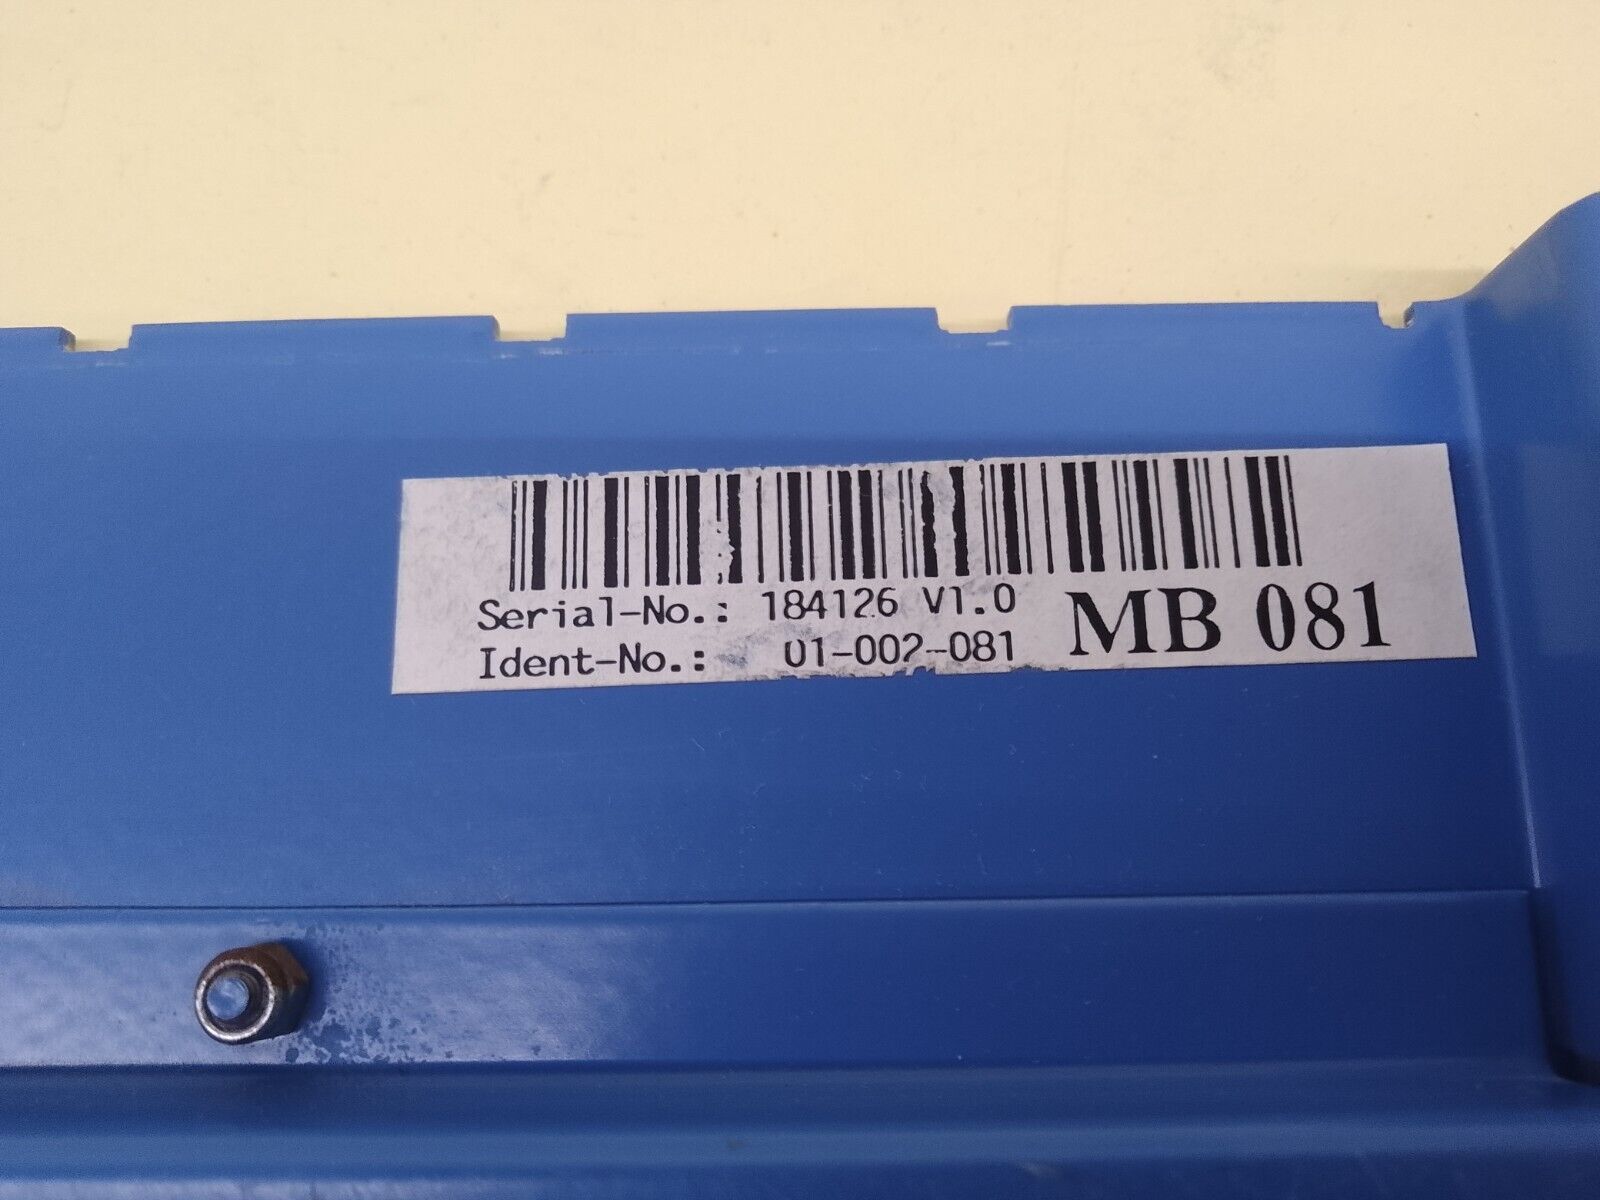 Serial-No.: 184126 V1.0
Ident-No.: 01-002-081
MB 081